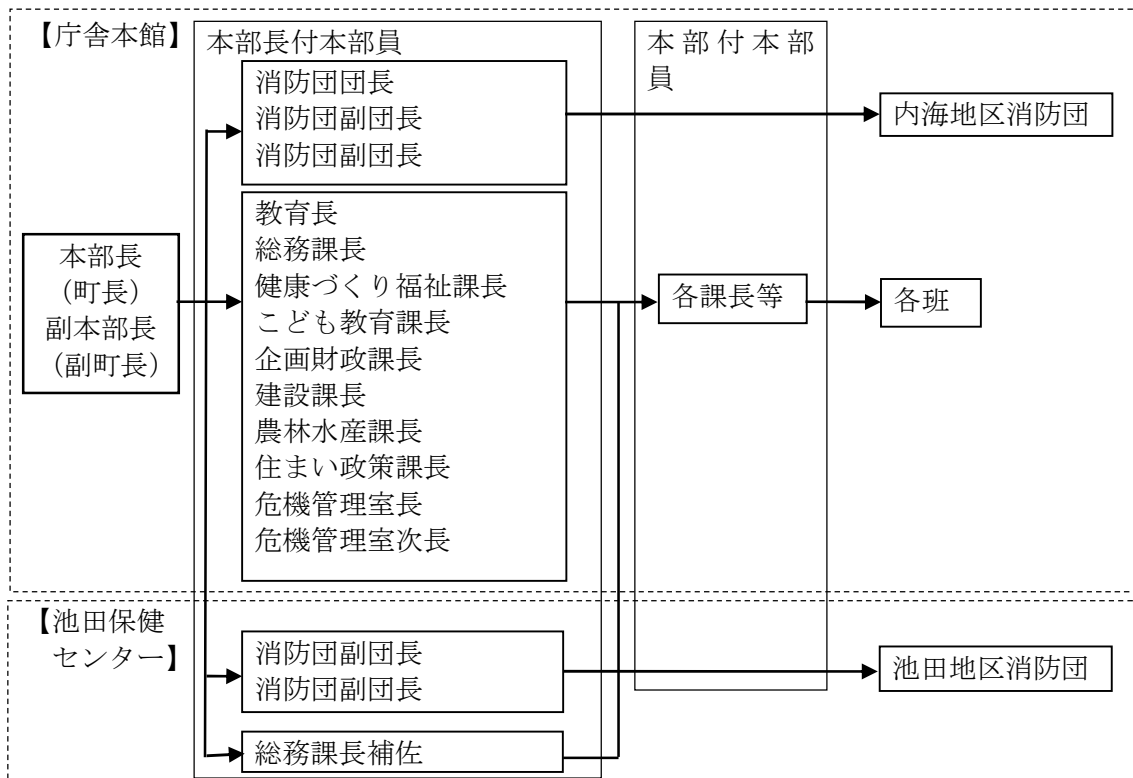 【庁舎本館】
本部長付本部員
本部付本部
員
消防団団長
消防団副団長
消防団副団長
内海地区消防団
本部長
（町長）
副本部長
（副町長）
教育長
総務課長
健康づくり福祉課長
こども教育課長
企画財政課長
建設課長
農林水産課長
住まい政策課長
危機管理室長
危機管理室次長
各課長等
各班
【池田保健
センター】
消防団副団長
消防団副団長
池田地区消防団
総務課長補佐